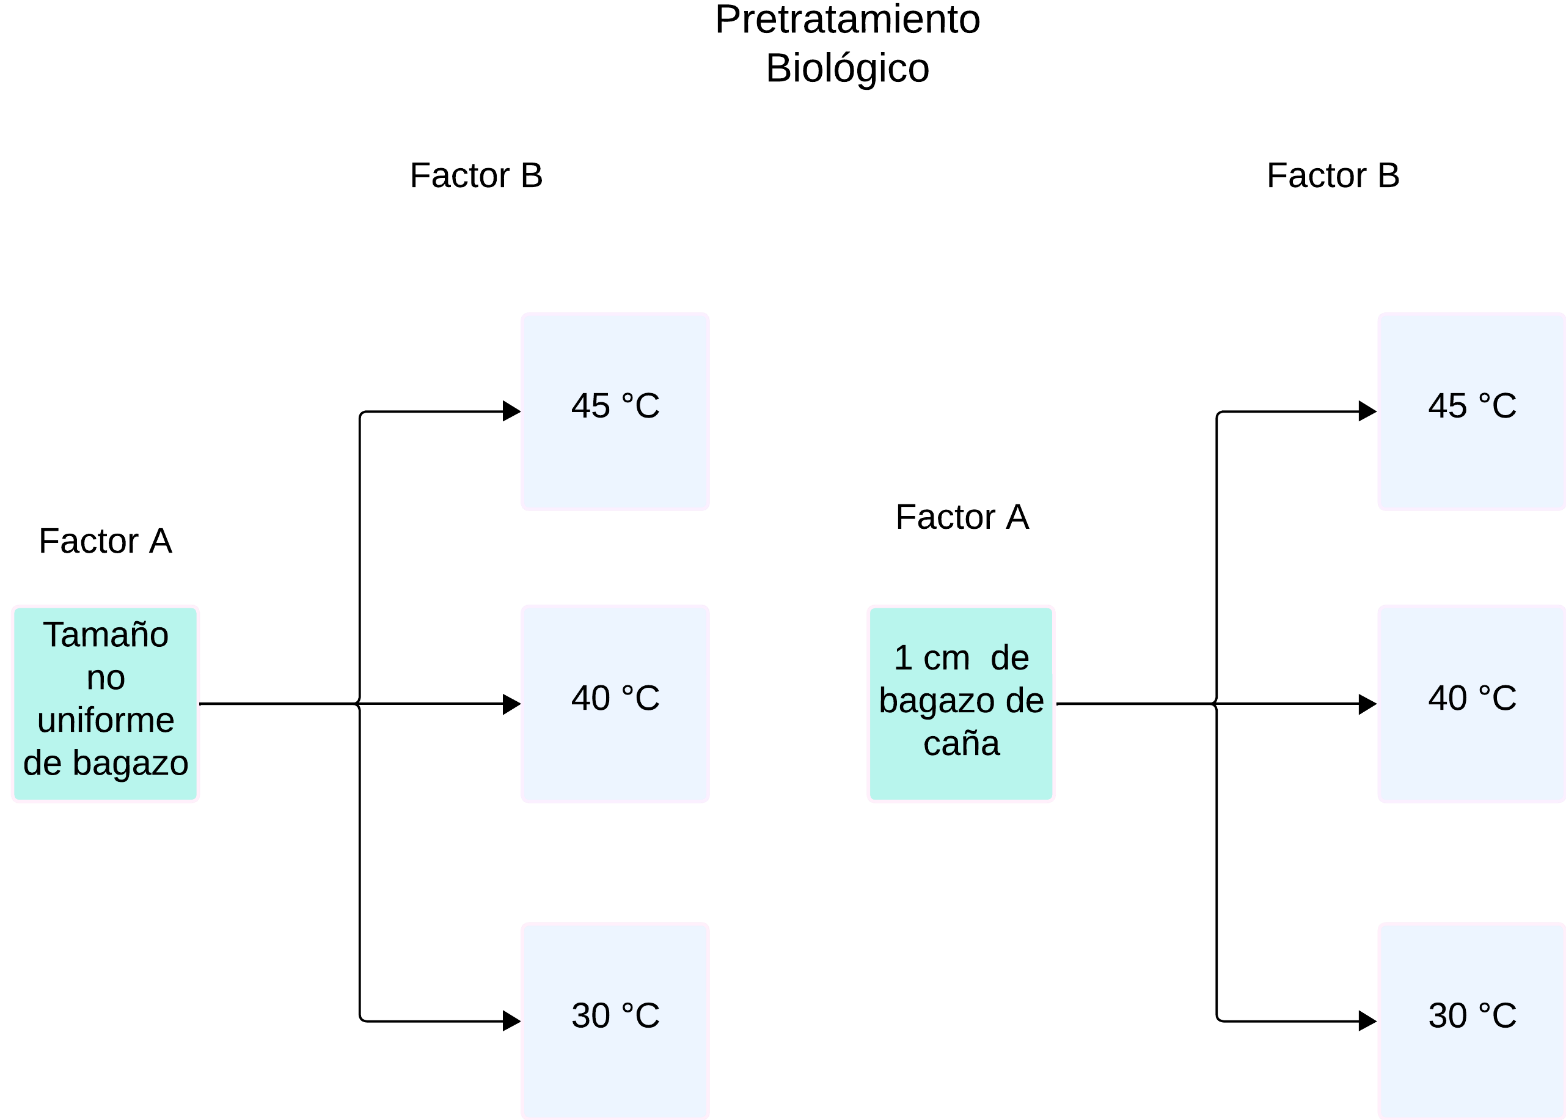 Pretratamiento
Biológico
Factor B
Factor B
45 °C
45 °C
Factor A
Factor A
Tamaño
no
uniforme
de bagazo
40 °C
1 cm  de
bagazo de
caña
40 °C
30 °C
30 °C